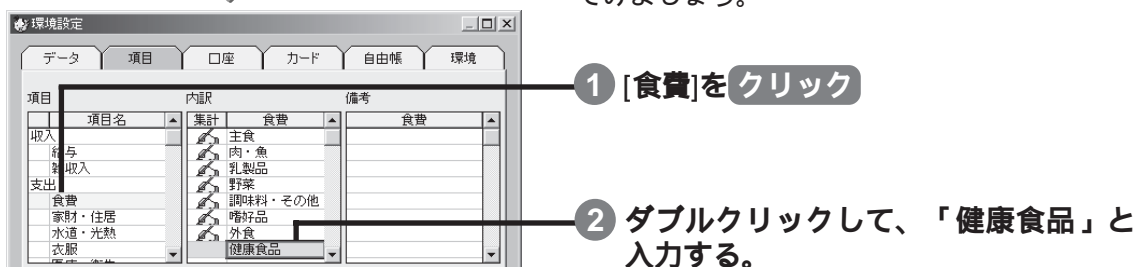 てみましょう。
環境設定
データ 項目 口座 カード 自由帳 環境
項目 内訳 備考
項目名 集計 食費 食費
収入 主食
給与 肉・魚
雑収入 乳製品
支出 野菜
食費 調味料・その他
家財・住居 嗜好品
水道・光熱 外食
衣服 健康食品
1 [食費]をクリック
2 ダブルクリックして、「健康食品」と
入力する。